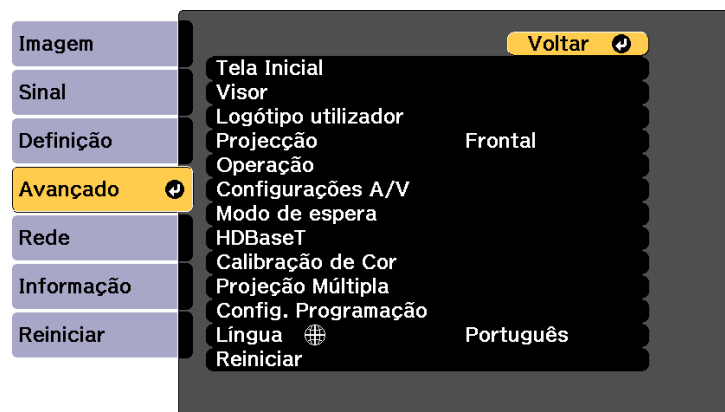 Imagem
Sinal
Definição
Avançado
Rede
Informação
Reiniciar
Voltar
Tela Inicial
Visor
Logótipo utilizador
Projecção Frontal
Operação
Configurações A/V
Modo de espera
HDBaseT
Calibração de Cor
Projeção Múltipla
Config. Programação
Língua Português
Reiniciar